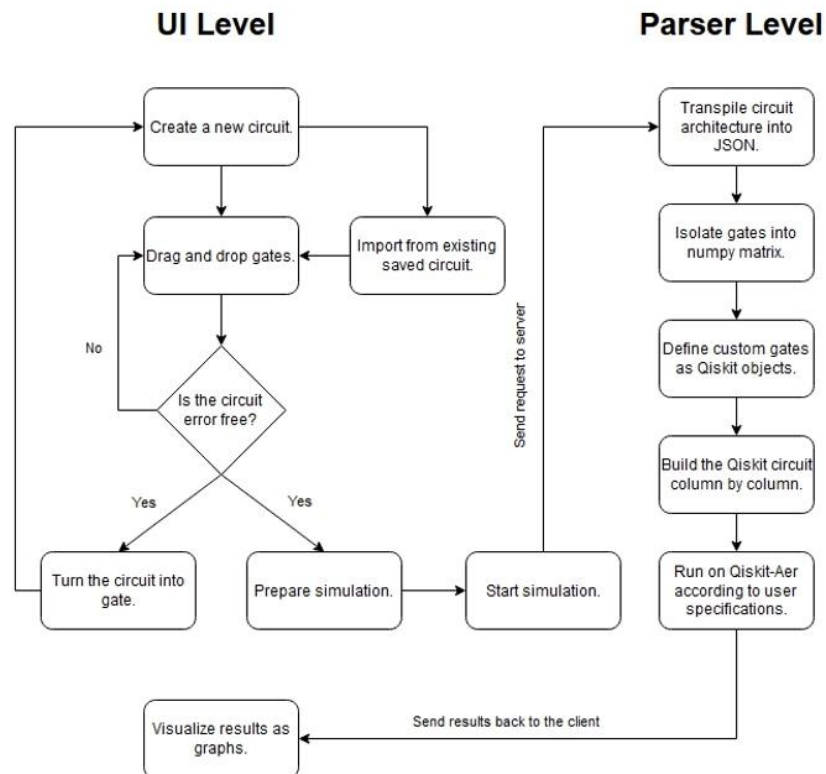 UI Level
Parser Level
Create a new circuit.
Drag and drop gates.
Import from existing
saved circuit.
No
Is the circuit
error free?
Yes
Yes
Turn the circuit into
gate.
Prepare simulation.
Start simulation.
Send request to server
Transpile circuit
architecture into
JSON.
Isolate gates into
numpy matrix.
Define custom gates
as Qiskit objects.
Build the Qiskit circuit
column by column.
Run on Qiskit-Aer
according to user
specifications.
Send results back to the client
Visualize results as
graphs.